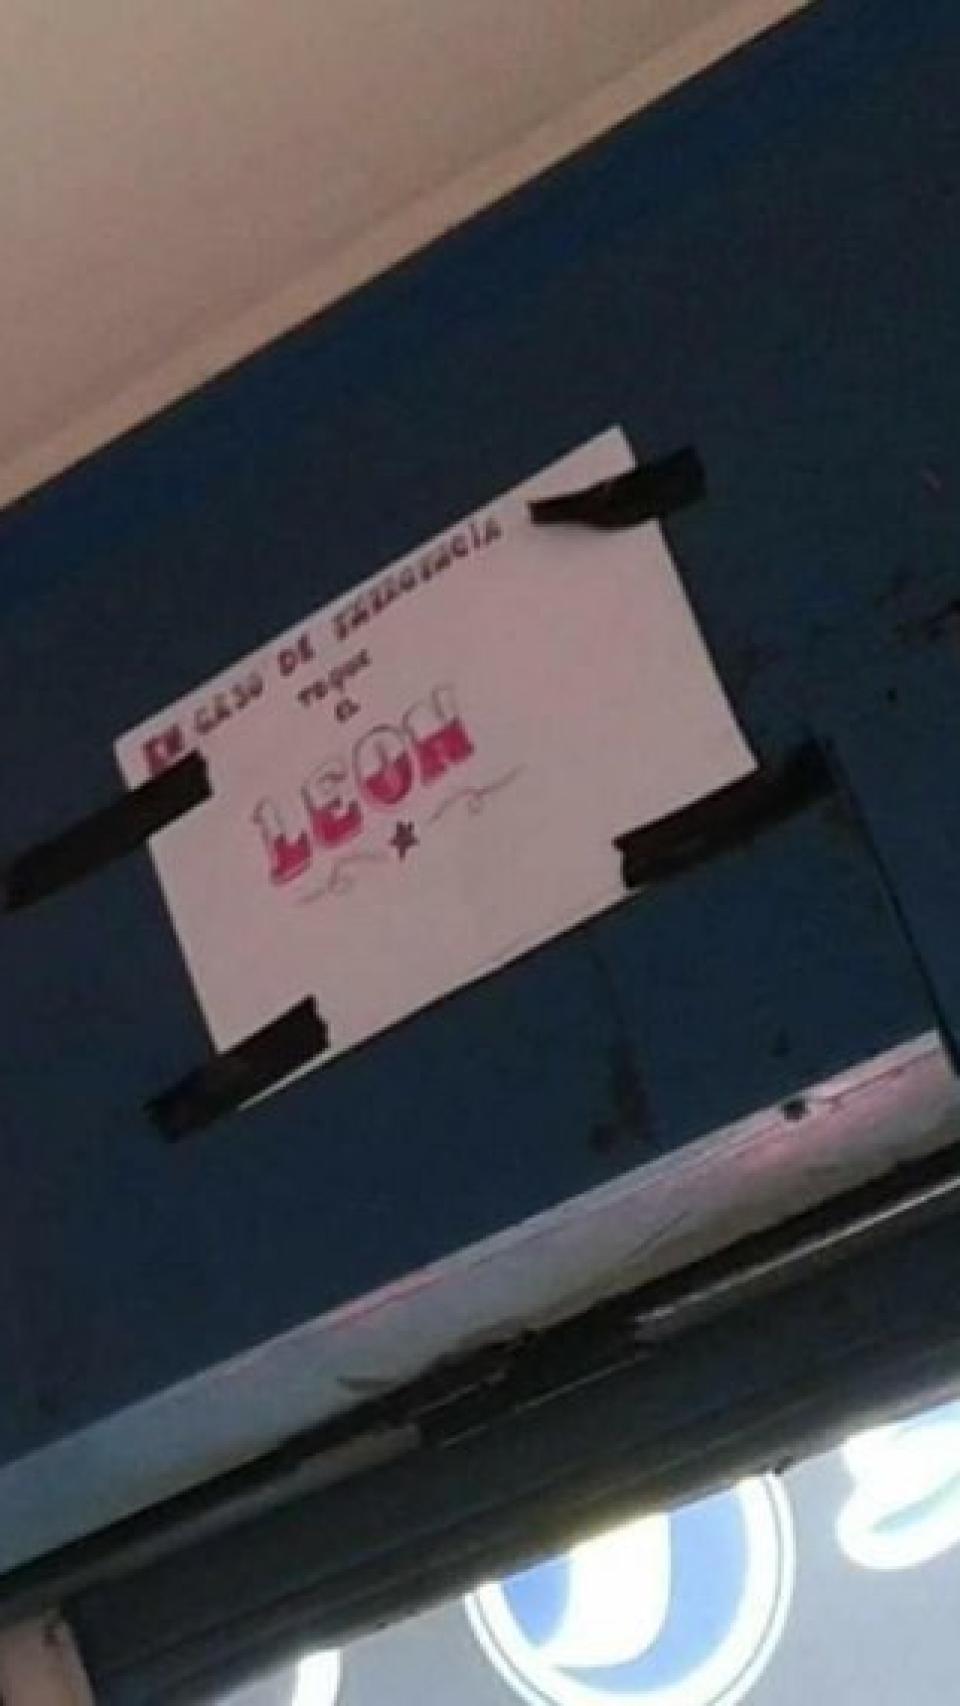 EN CASO DE EMERGENCIA
TOQUE
EL
LEON